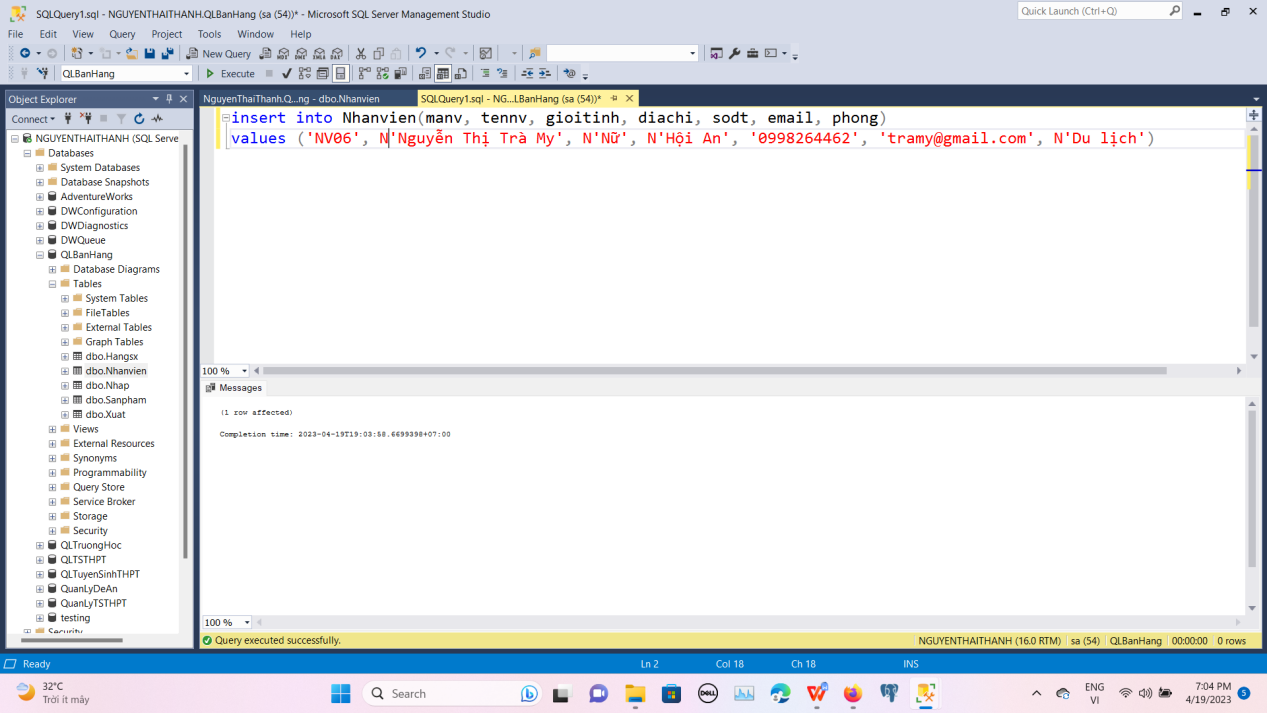 SQLQuery1.sql - NGUYENTHAITHANH.QLBanHang (sa (54))* - Microsoft SQL Server Management Studio
Quick Launch (Ctrl+Q)
File Edit View Query Project Tools Window Help
New Query
MDX DMX XMLA DAX
QLBanHang Execute
Object Explorer
NguyenThaiThanh.Q...ng - dbo.Nhanvien
SQLQuery1.sql - NG...LBanHang (sa (54))*
Connect
insert into Nhanvien(manv, tennv, gioitinh, diachi, sodt, email, phong)
values ('NV06', N'Nguyễn Thị Trà My', N'Nữ', N'Hội An', '0998264462', 'tramy@gmail.com', N'Du lịch')
NGUYENTHAITHANH (SQL Serve
Databases
System Databases
Database Snapshots
AdventureWorks
DWConfiguration
DWDiagnostics
DWQueue
QLBanHang
Database Diagrams
Tables
System Tables
FileTables
External Tables
Graph Tables
dbo.Hangsx
dbo.Nhanvien
dbo.Nhap
dbo.Sanpham
dbo.Xuat
Views
External Resources
Synonyms
Programmability
Query Store
Service Broker
Storage
Security
QLTruongHoc
QLTSTHPT
QLTuyenSinhTHPT
QuanLyDeAn
QuanLyTSTHPT
testing
Security
100 %
Messages
(1 row affected)
Completion time: 2023-04-19T19:03:58.6699398+07:00
100 %
Query executed successfully.
NGUYENTHAITHANH (16.0 RTM) sa (54) QLBanHang 00:00:00 0 rows
Ready Ln 2 Col 18 Ch 18 INS
32°C
Trời ít mây
Search
DELL
ENG
VI
7:04 PM
4/19/2023
5